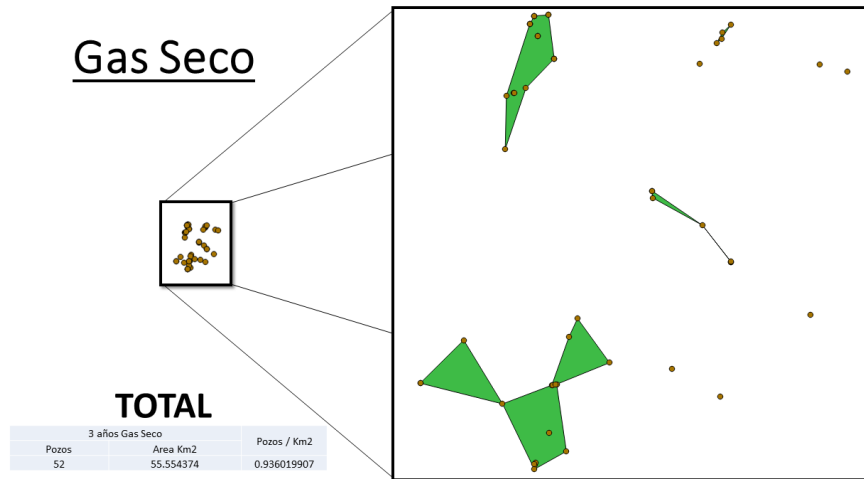 Gas Seco
TOTAL
3 años Gas Seco
Pozos / Km2
Pozos Area Km2
52 55.554374 0.936019907